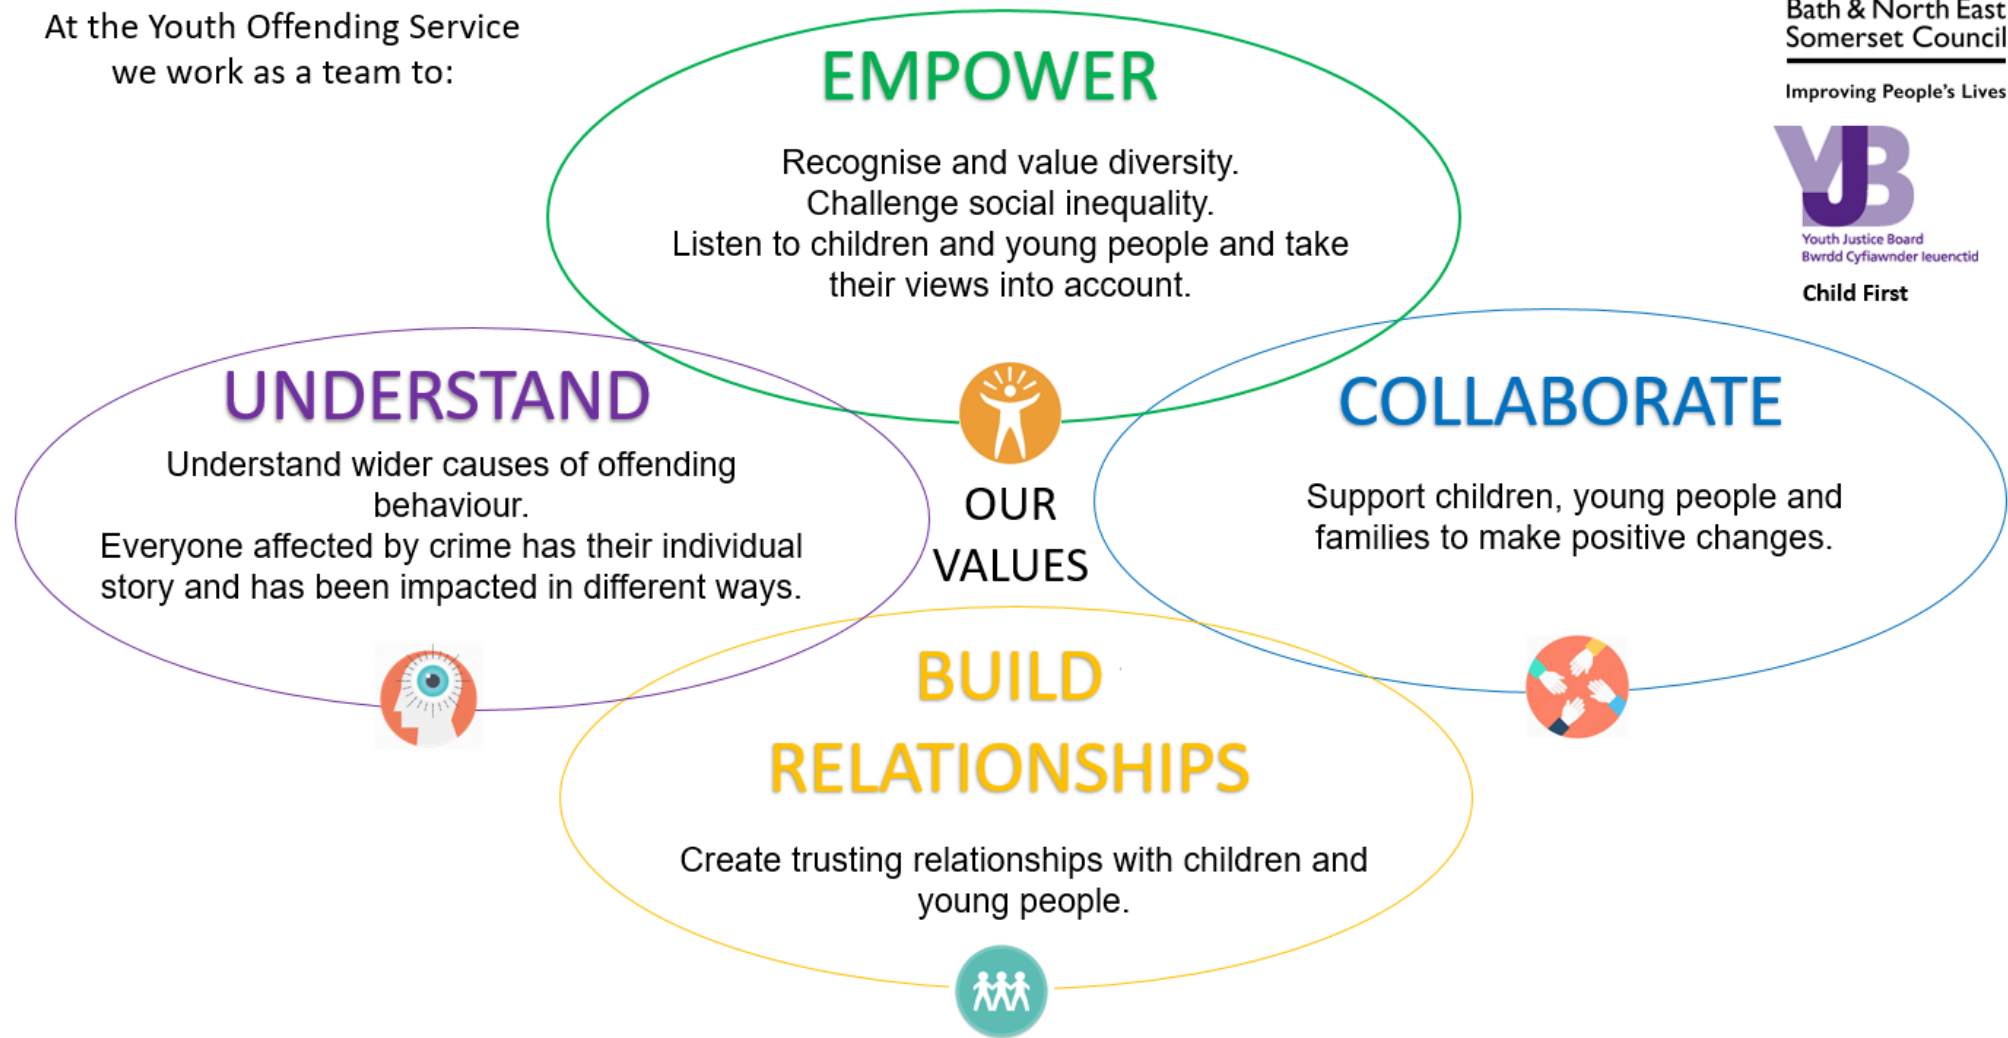 At the Youth Offending Service
we work as a team to:
Bath & North East
Somerset Council
Improving People's Lives
YJB
Youth Justice Board
Bwrdd Cyfiawnder Ieuenctid
Child First
EMPOWER
Recognise and value diversity.
Challenge social inequality.
Listen to children and young people and take
their views into account.
UNDERSTAND
Understand wider causes of offending
behaviour.
Everyone affected by crime has their individual
story and has been impacted in different ways.
OUR
VALUES
COLLABORATE
Support children, young people and
families to make positive changes.
BUILD
RELATIONSHIPS
Create trusting relationships with children and
young people.